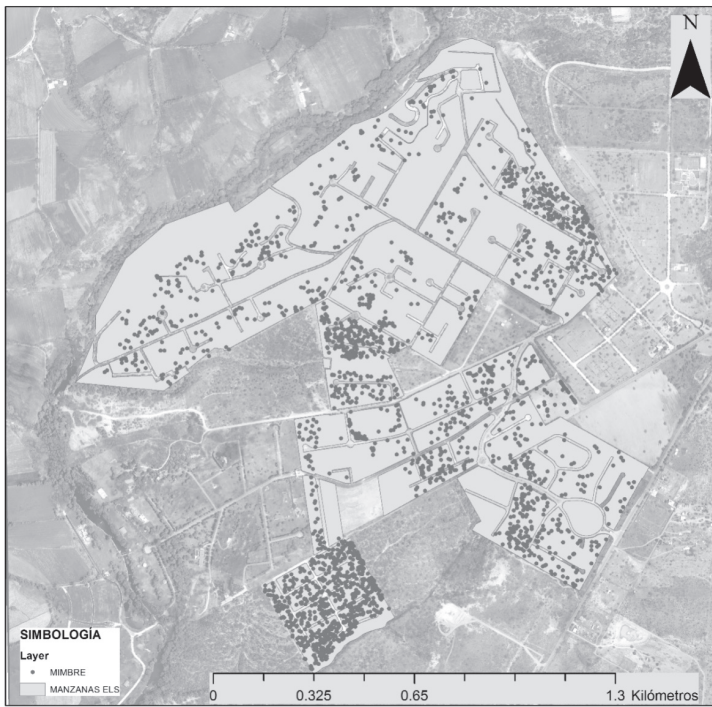 N
SIMBOLOGÍA
Layer
MIMBRE
MANZANAS ELS
0 0.325 0.65 1.3 Kilómetros